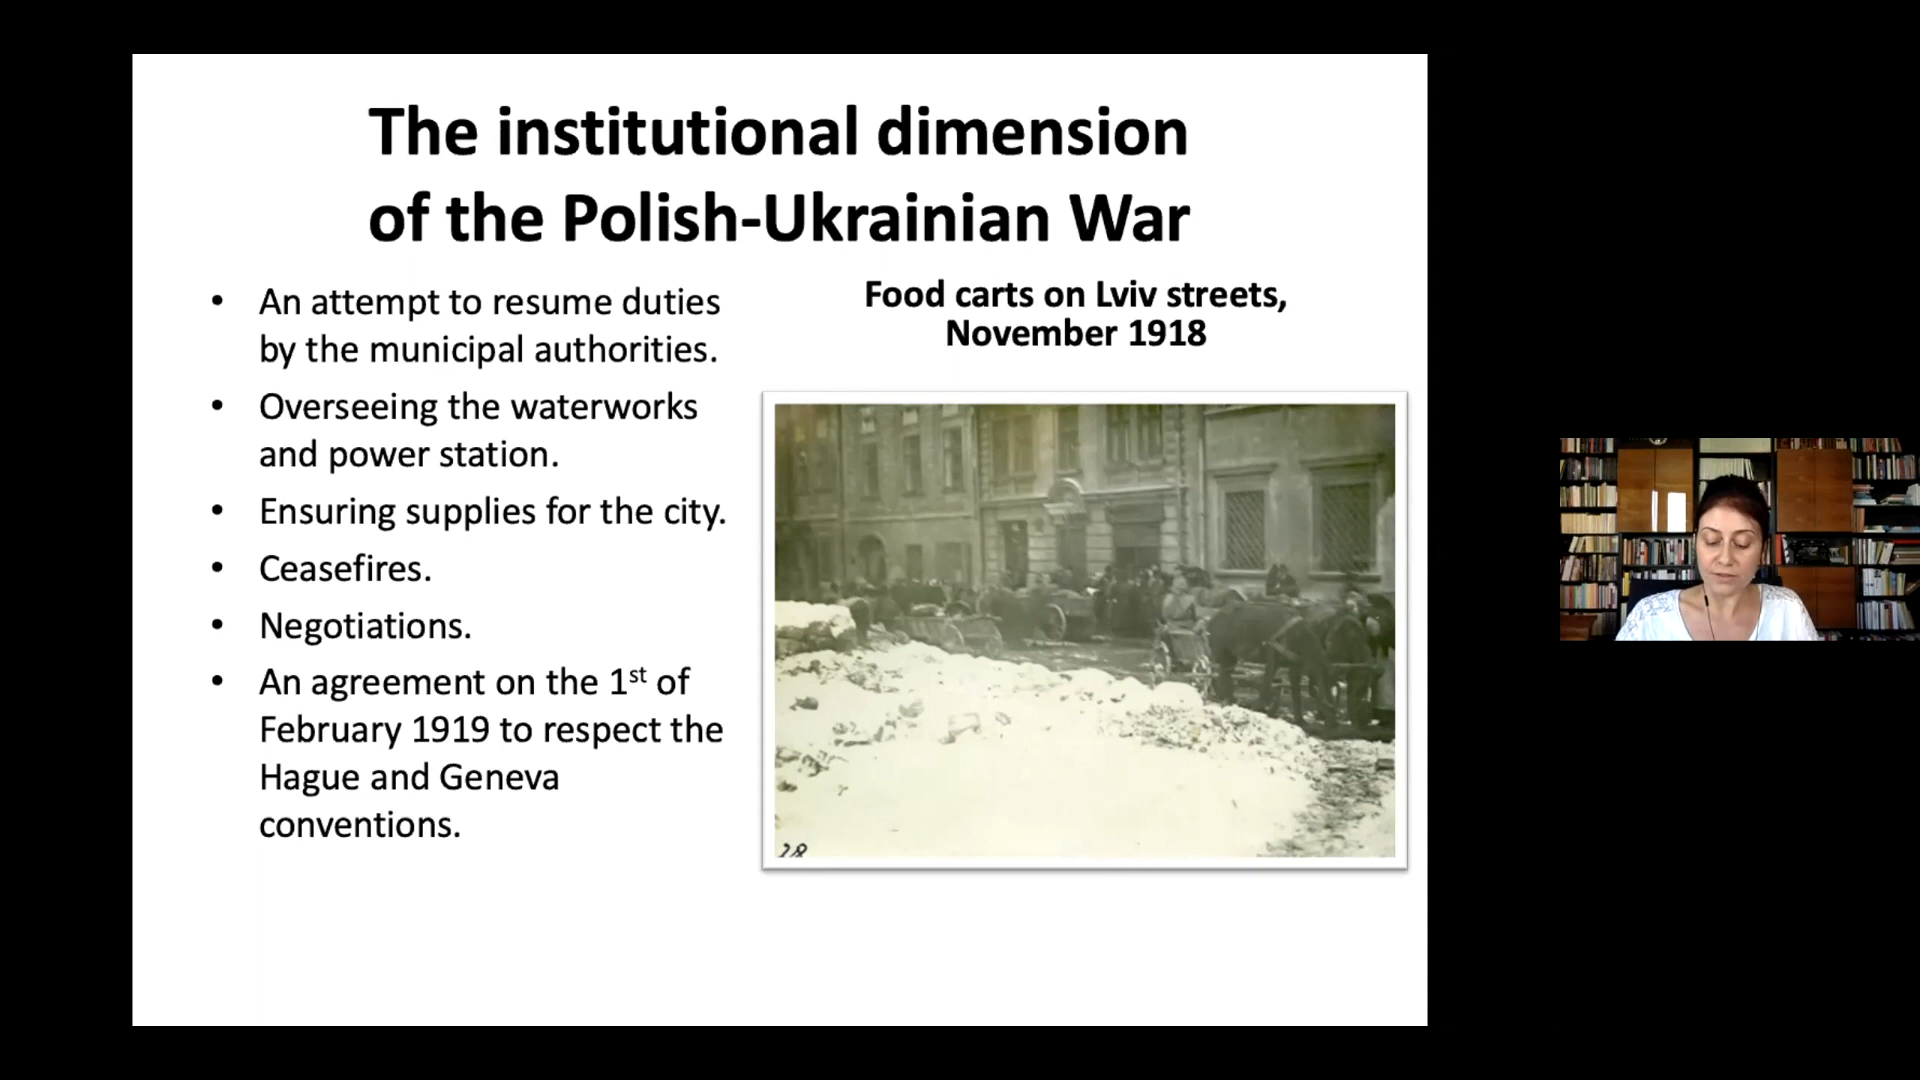 The institutional dimension
of the Polish-Ukrainian War
• An attempt to resume duties
by the municipal authorities.
• Overseeing the waterworks
and power station.
• Ensuring supplies for the city.
• Ceasefires.
• Negotiations.
• An agreement on the 1st of
February 1919 to respect the
Hague and Geneva
conventions.
Food carts on Lviv streets,
November 1918
28